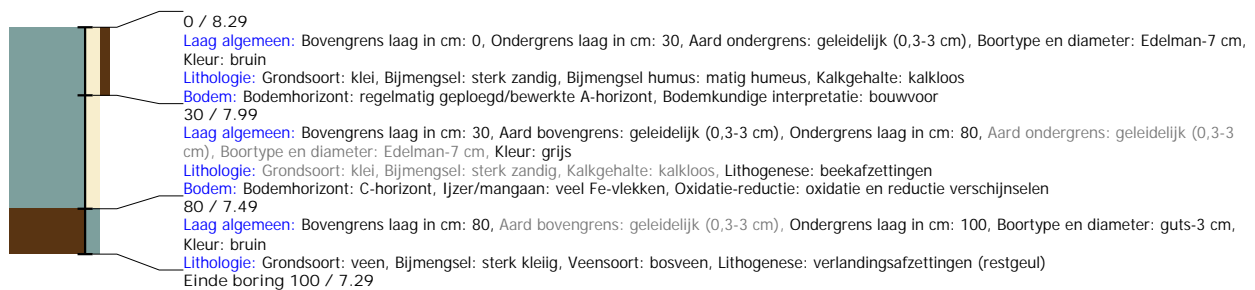 0 / 8.29
Laag algemeen: Bovengrens laag in cm: 0, Ondergrens laag in cm: 30, Aard ondergrens: geleidelijk (0,3-3 cm), Boortype en diameter: Edelman-7 cm,
Kleur: bruin
Lithologie: Grondsoort: klei, Bijmengsel: sterk zandig, Bijmengsel humus: matig humeus, Kalkgehalte: kalkloos
Bodem: Bodemhorizont: regelmatig geploegd/bewerkte A-horizont, Bodemkundige interpretatie: bouwvoor
30 / 7.99
Laag algemeen: Bovengrens laag in cm: 30, Aard bovengrens: geleidelijk (0,3-3 cm), Ondergrens laag in cm: 80, Aard ondergrens: geleidelijk (0,3-3
cm), Boortype en diameter: Edelman-7 cm, Kleur: grijs
Lithologie: Grondsoort: klei, Bijmengsel: sterk zandig, Kalkgehalte: kalkloos, Lithogenese: beekafzettingen
Bodem: Bodemhorizont: C-horizont, Ijzer/mangaan: veel Fe-vlekken, Oxidatie-reductie: oxidatie en reductie verschijnselen
80 / 7.49
Laag algemeen: Bovengrens laag in cm: 80, Aard bovengrens: geleidelijk (0,3-3 cm), Ondergrens laag in cm: 100, Boortype en diameter: guts-3 cm,
Kleur: bruin
Lithologie: Grondsoort: veen, Bijmengsel: sterk kleiig, Veensoort: bosveen, Lithogenese: verlandingsafzettingen (restgeul)
Einde boring 100 / 7.29